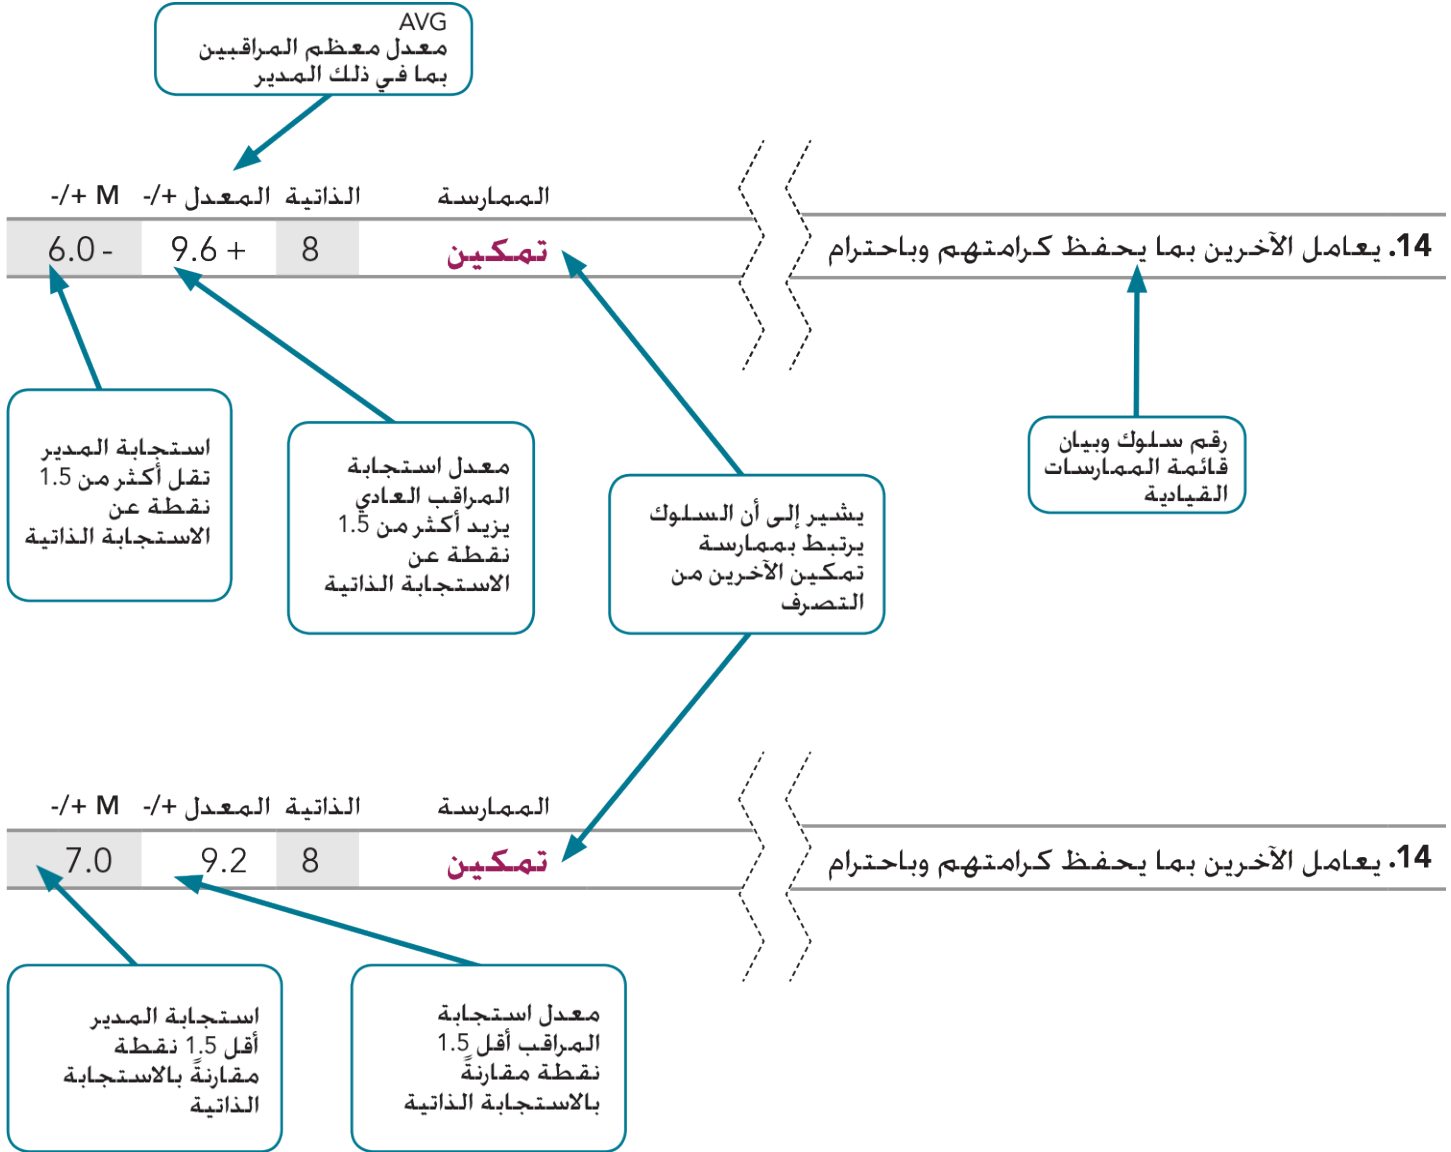 AVG
معدل معظم المراقبين
بما في ذلك المدير
الممارسة الذاتية المعدل +/- M +/-
14. يعامل الآخرين بما يحفظ كرامتهم وباحترام تمكين 8 9.6 + 6.0 -
رقم سلوك وبيان
قائمة الممارسات
القيادية
يشير إلى أن السلوك
يرتبط بممارسة
تمكين الآخرين من
التصرف
معدل استجابة
المراقب العادي
يزيد أكثر من 1.5
نقطة عن
الاستجابة الذاتية
استجابة المدير
تقل أكثر من 1.5
نقطة عن
الاستجابة الذاتية
الممارسة الذاتية المعدل +/- M +/-
14. يعامل الآخرين بما يحفظ كرامتهم وباحترام تمكين 8 9.2 7.0
معدل استجابة
المراقب أقل 1.5
نقطة مقارنةً
بالاستجابة الذاتية
استجابة المدير
أقل 1.5 نقطة
مقارنةً بالاستجابة
الذاتية